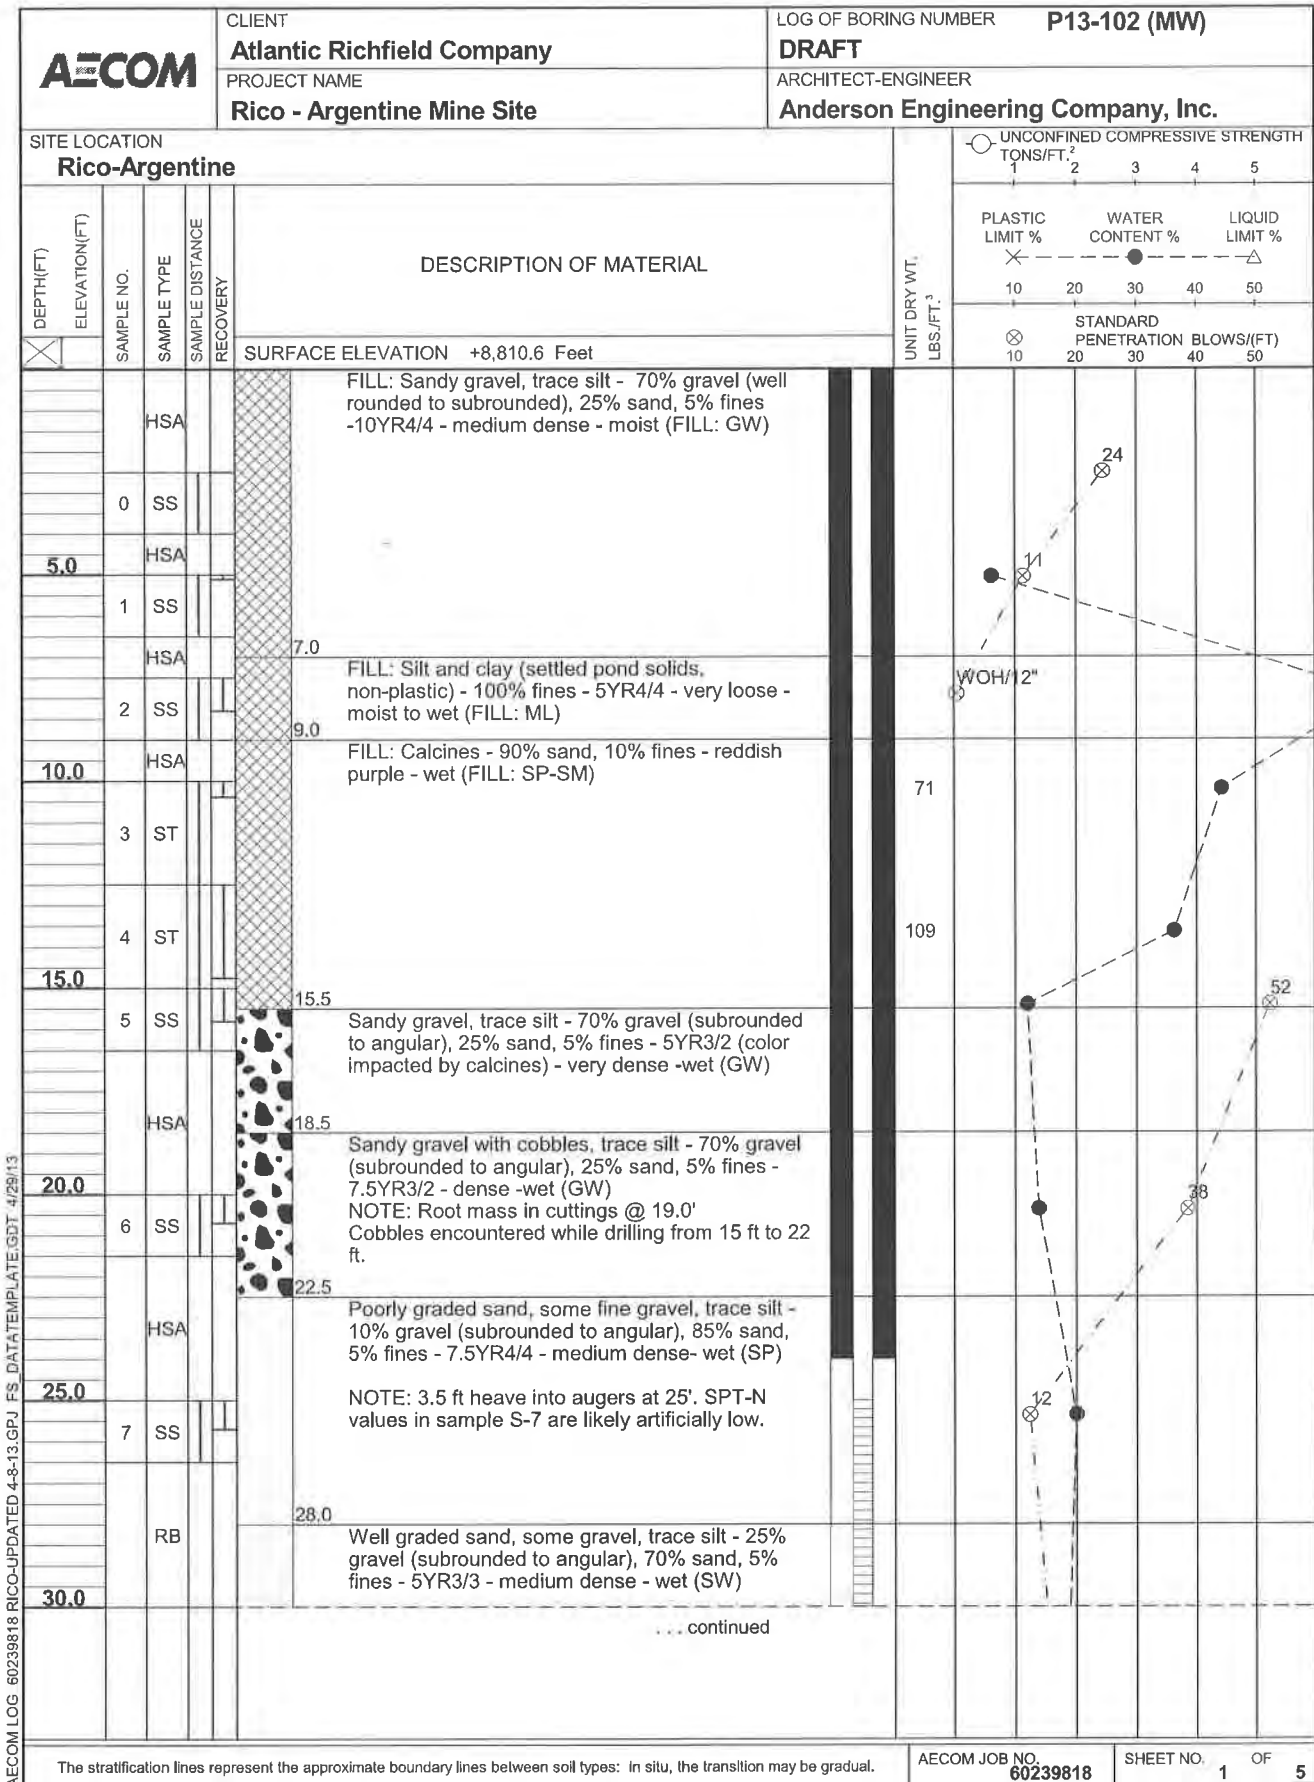 AECOM
CLIENT
Atlantic Richfield Company
PROJECT NAME
Rico - Argentine Mine Site
LOG OF BORING NUMBER P13-102 (MW)
DRAFT
ARCHITECT-ENGINEER
Anderson Engineering Company, Inc.
SITE LOCATION
Rico-Argentine
DEPTH(FT)
ELEVATION(FT)
SAMPLE NO.
SAMPLE TYPE
SAMPLE DISTANCE
RECOVERY
DESCRIPTION OF MATERIAL
SURFACE ELEVATION +8,810.6 Feet
UNIT DRY WT.
LBS./FT.³
UNCONFINED COMPRESSIVE STRENGTH
TONS/FT.²
1 2 3 4 5
PLASTIC WATER LIQUID
LIMIT % CONTENT % LIMIT %
10 20 30 40 50
STANDARD
PENETRATION BLOWS/(FT)
10 20 30 40 50
FILL: Sandy gravel, trace silt - 70% gravel (well
rounded to subrounded), 25% sand, 5% fines
-10YR4/4 - medium dense - moist (FILL: GW)
HSA
24
0 SS
HSA
5.0
11
1 SS
7.0
HSA
FILL: Silt and clay (settled pond solids,
non-plastic) - 100% fines - 5YR4/4 - very loose -
moist to wet (FILL: ML)
WOH/12"
2 SS
9.0
HSA
FILL: Calcines - 90% sand, 10% fines - reddish
purple - wet (FILL: SP-SM)
10.0
71
3 ST
4 ST
109
15.0
15.5
52
5 SS
Sandy gravel, trace silt - 70% gravel (subrounded
to angular), 25% sand, 5% fines - 5YR3/2 (color
impacted by calcines) - very dense -wet (GW)
HSA
18.5
Sandy gravel with cobbles, trace silt - 70% gravel
(subrounded to angular), 25% sand, 5% fines -
7.5YR3/2 - dense -wet (GW)
NOTE: Root mass in cuttings @ 19.0'
Cobbles encountered while drilling from 15 ft to 22
ft.
20.0
38
6 SS
22.5
HSA
Poorly graded sand, some fine gravel, trace silt -
10% gravel (subrounded to angular), 85% sand,
5% fines - 7.5YR4/4 - medium dense- wet (SP)
NOTE: 3.5 ft heave into augers at 25'. SPT-N
values in sample S-7 are likely artificially low.
25.0
12
7 SS
28.0
RB
Well graded sand, some gravel, trace silt - 25%
gravel (subrounded to angular), 70% sand, 5%
fines - 5YR3/3 - medium dense - wet (SW)
30.0
. . . continued
AECOM LOG 60239818 RICO-UPDATED 4-8-13.GPJ FS_DATATEMPLATE.GDT 4/29/13
The stratification lines represent the approximate boundary lines between soil types: In situ, the transition may be gradual.
AECOM JOB NO.
60239818
SHEET NO. 1 OF 5